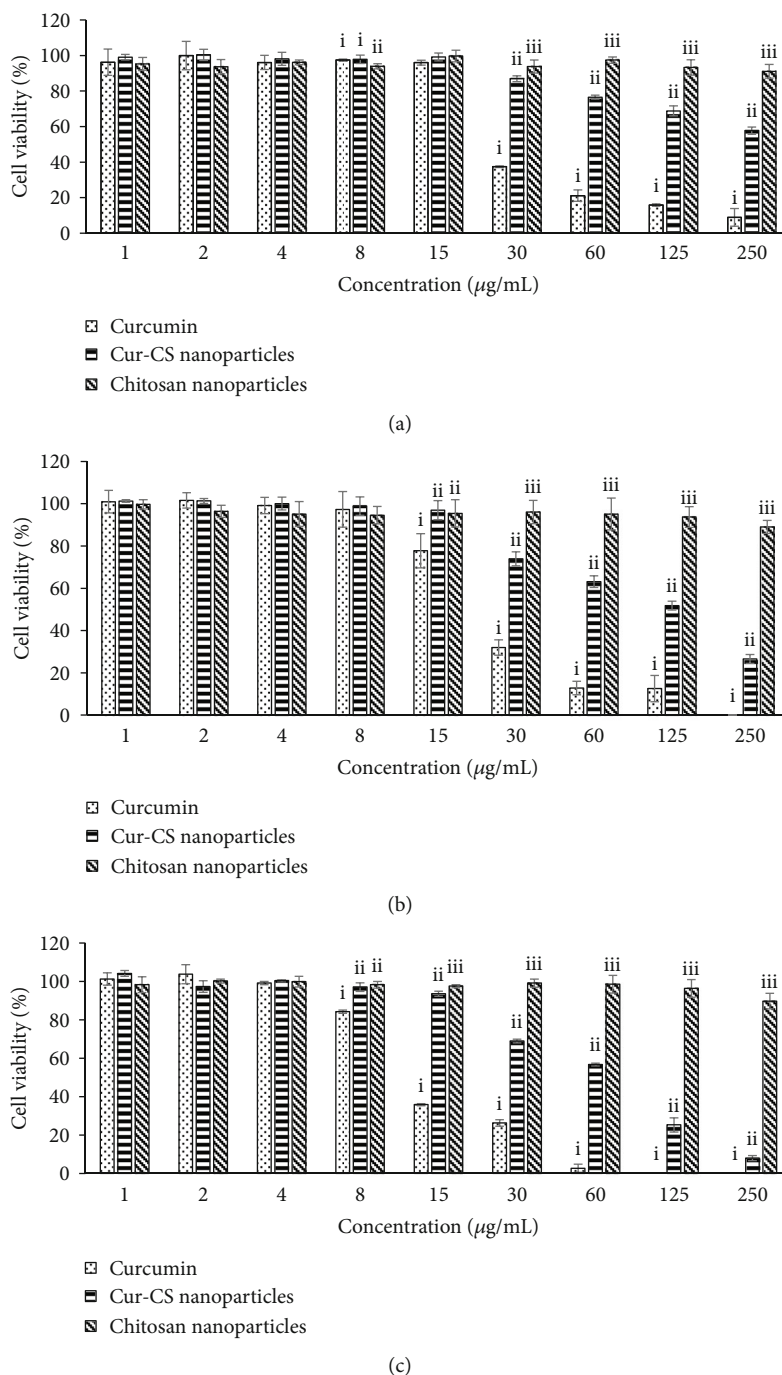 120
100
80
60
40
20
0
Cell viability (%)
i i ii
i ii iii
i ii iii
i ii iii
i ii iii
1 2 4 8 15 30 60 125 250
Concentration (μg/mL)
Curcumin
Cur-CS nanoparticles
Chitosan nanoparticles
(a)
120
100
80
60
40
20
0
Cell viability (%)
i ii ii
i ii iii
i ii iii
i ii iii
i ii iii
1 2 4 8 15 30 60 125 250
Concentration (μg/mL)
Curcumin
Cur-CS nanoparticles
Chitosan nanoparticles
(b)
120
100
80
60
40
20
0
Cell viability (%)
i ii ii
i ii iii
i ii iii
i ii iii
i ii iii
i ii iii
1 2 4 8 15 30 60 125 250
Concentration (μg/mL)
Curcumin
Cur-CS nanoparticles
Chitosan nanoparticles
(c)